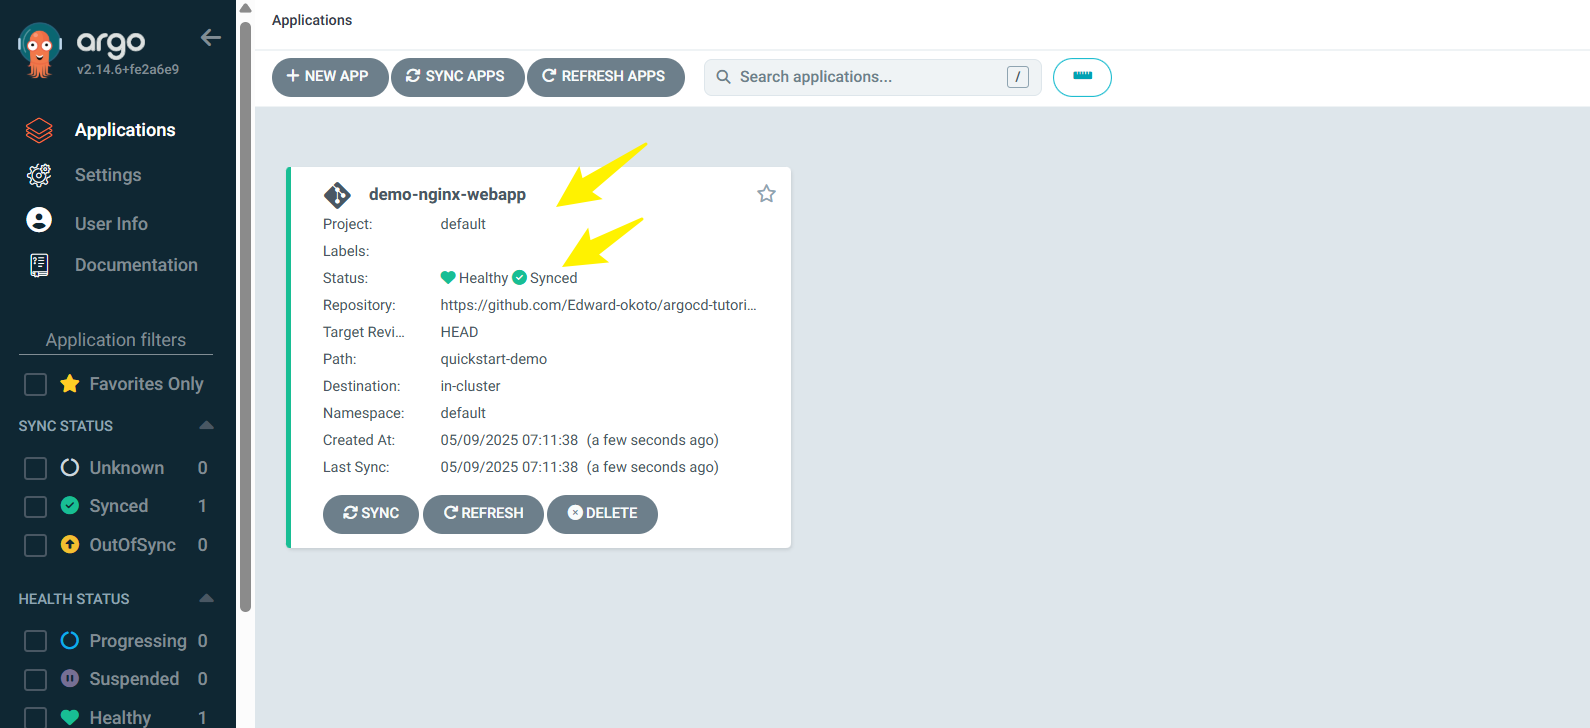 argo
v2.14.6+fe2a6e9
Applications
Settings
User Info
Documentation
Application filters
Favorites Only
SYNC STATUS
Unknown 0
Synced 1
OutOfSync 0
HEALTH STATUS
Progressing 0
Suspended 0
Healthy 1
Applications
NEW APP SYNC APPS REFRESH APPS Search applications... /
demo-nginx-webapp
Project: default
Labels:
Status: Healthy Synced
Repository: https://github.com/Edward-okoto/argocd-tutori...
Target Revi... HEAD
Path: quickstart-demo
Destination: in-cluster
Namespace: default
Created At: 05/09/2025 07:11:38 (a few seconds ago)
Last Sync: 05/09/2025 07:11:38 (a few seconds ago)
SYNC REFRESH DELETE